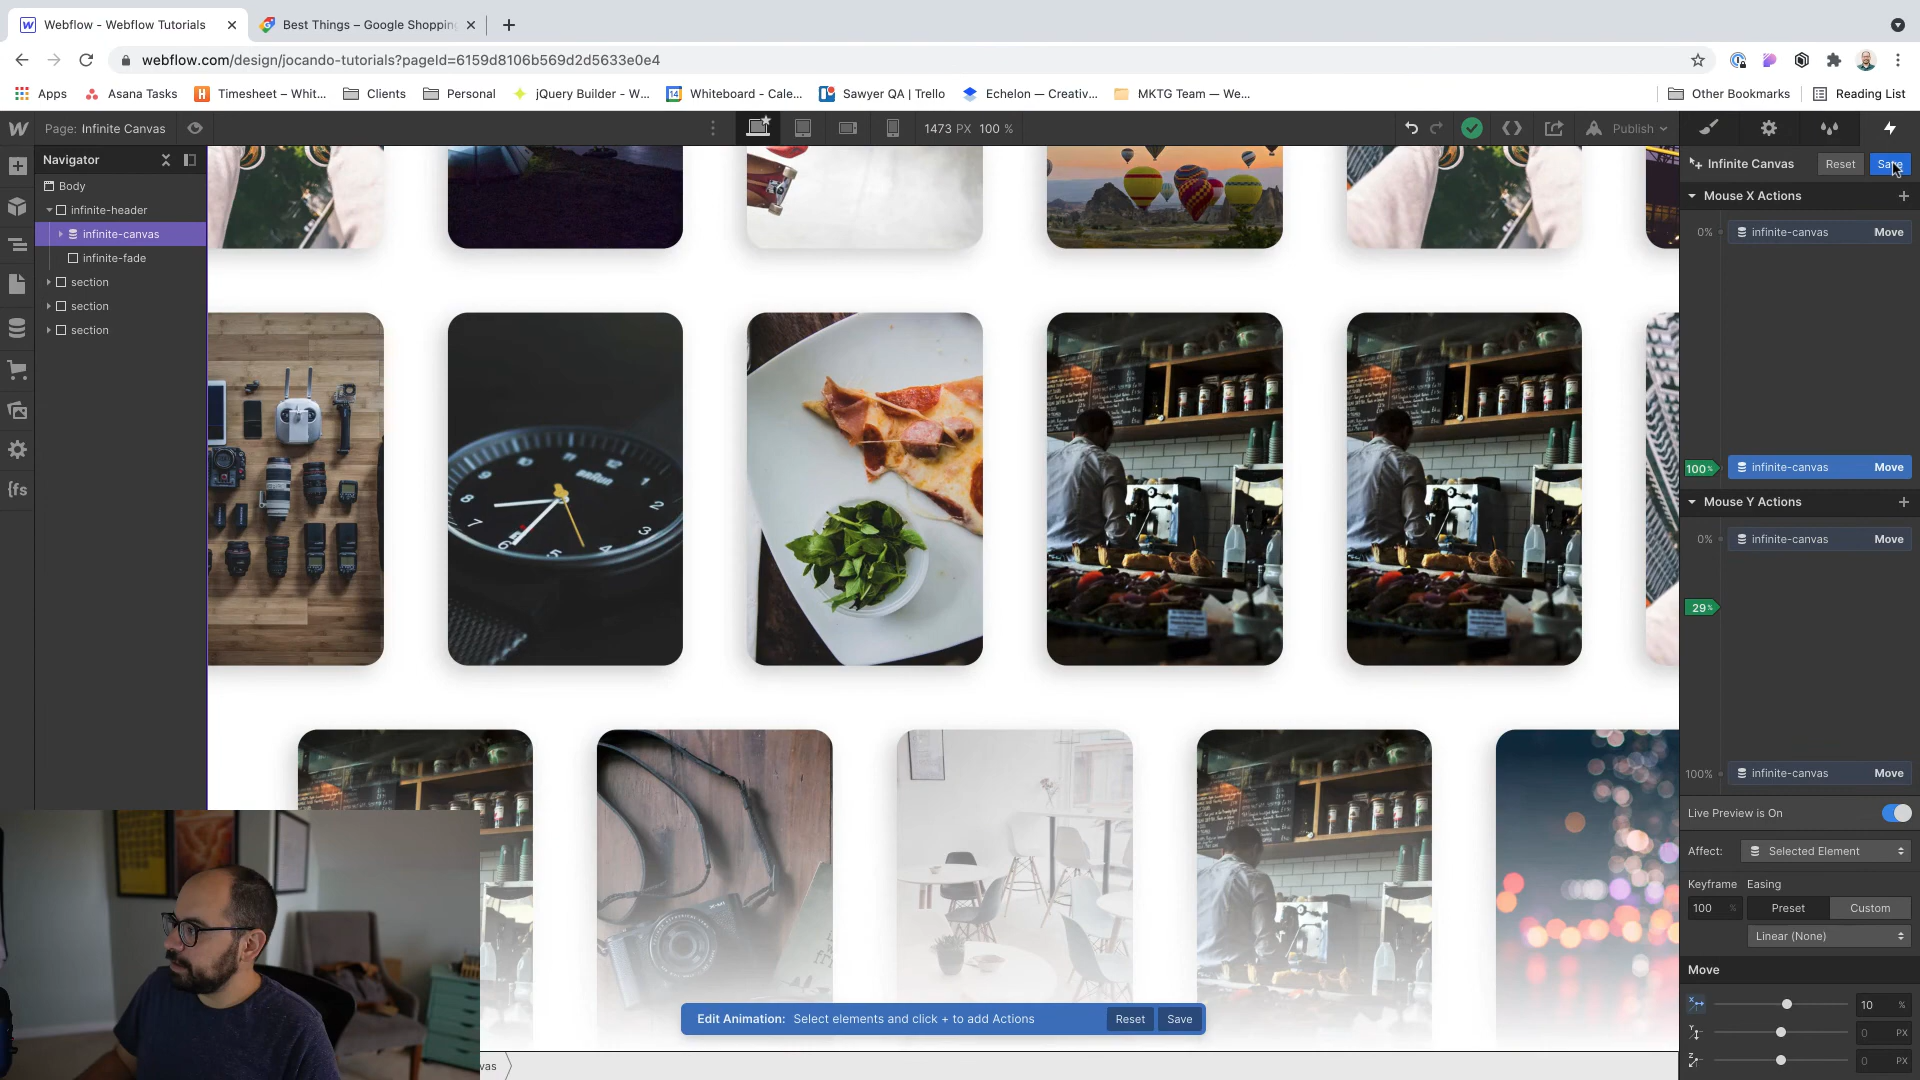 Webflow - Webflow Tutorials
Best Things – Google Shopping
webflow.com/design/jocando-tutorials?pageId=6159d8106b569d2d5633e0e4
Apps
Asana Tasks
Timesheet – Whit...
Clients
Personal
jQuery Builder - W...
Whiteboard - Cale...
Sawyer QA | Trello
Echelon — Creativ...
MKTG Team — We...
Other Bookmarks
Reading List
Page: Infinite Canvas
1473 PX 100 %
Publish
Navigator
Body
infinite-header
infinite-canvas
infinite-fade
section
section
section
Infinite Canvas
Reset
Save
Mouse X Actions
0% infinite-canvas Move
100% infinite-canvas Move
Mouse Y Actions
0% infinite-canvas Move
29%
100% infinite-canvas Move
Live Preview is On
Affect: Selected Element
Keyframe Easing
100 % Preset Custom
Linear (None)
Move
10 %
0 PX
0 PX
Edit Animation: Select elements and click + to add Actions
Reset
Save
vas